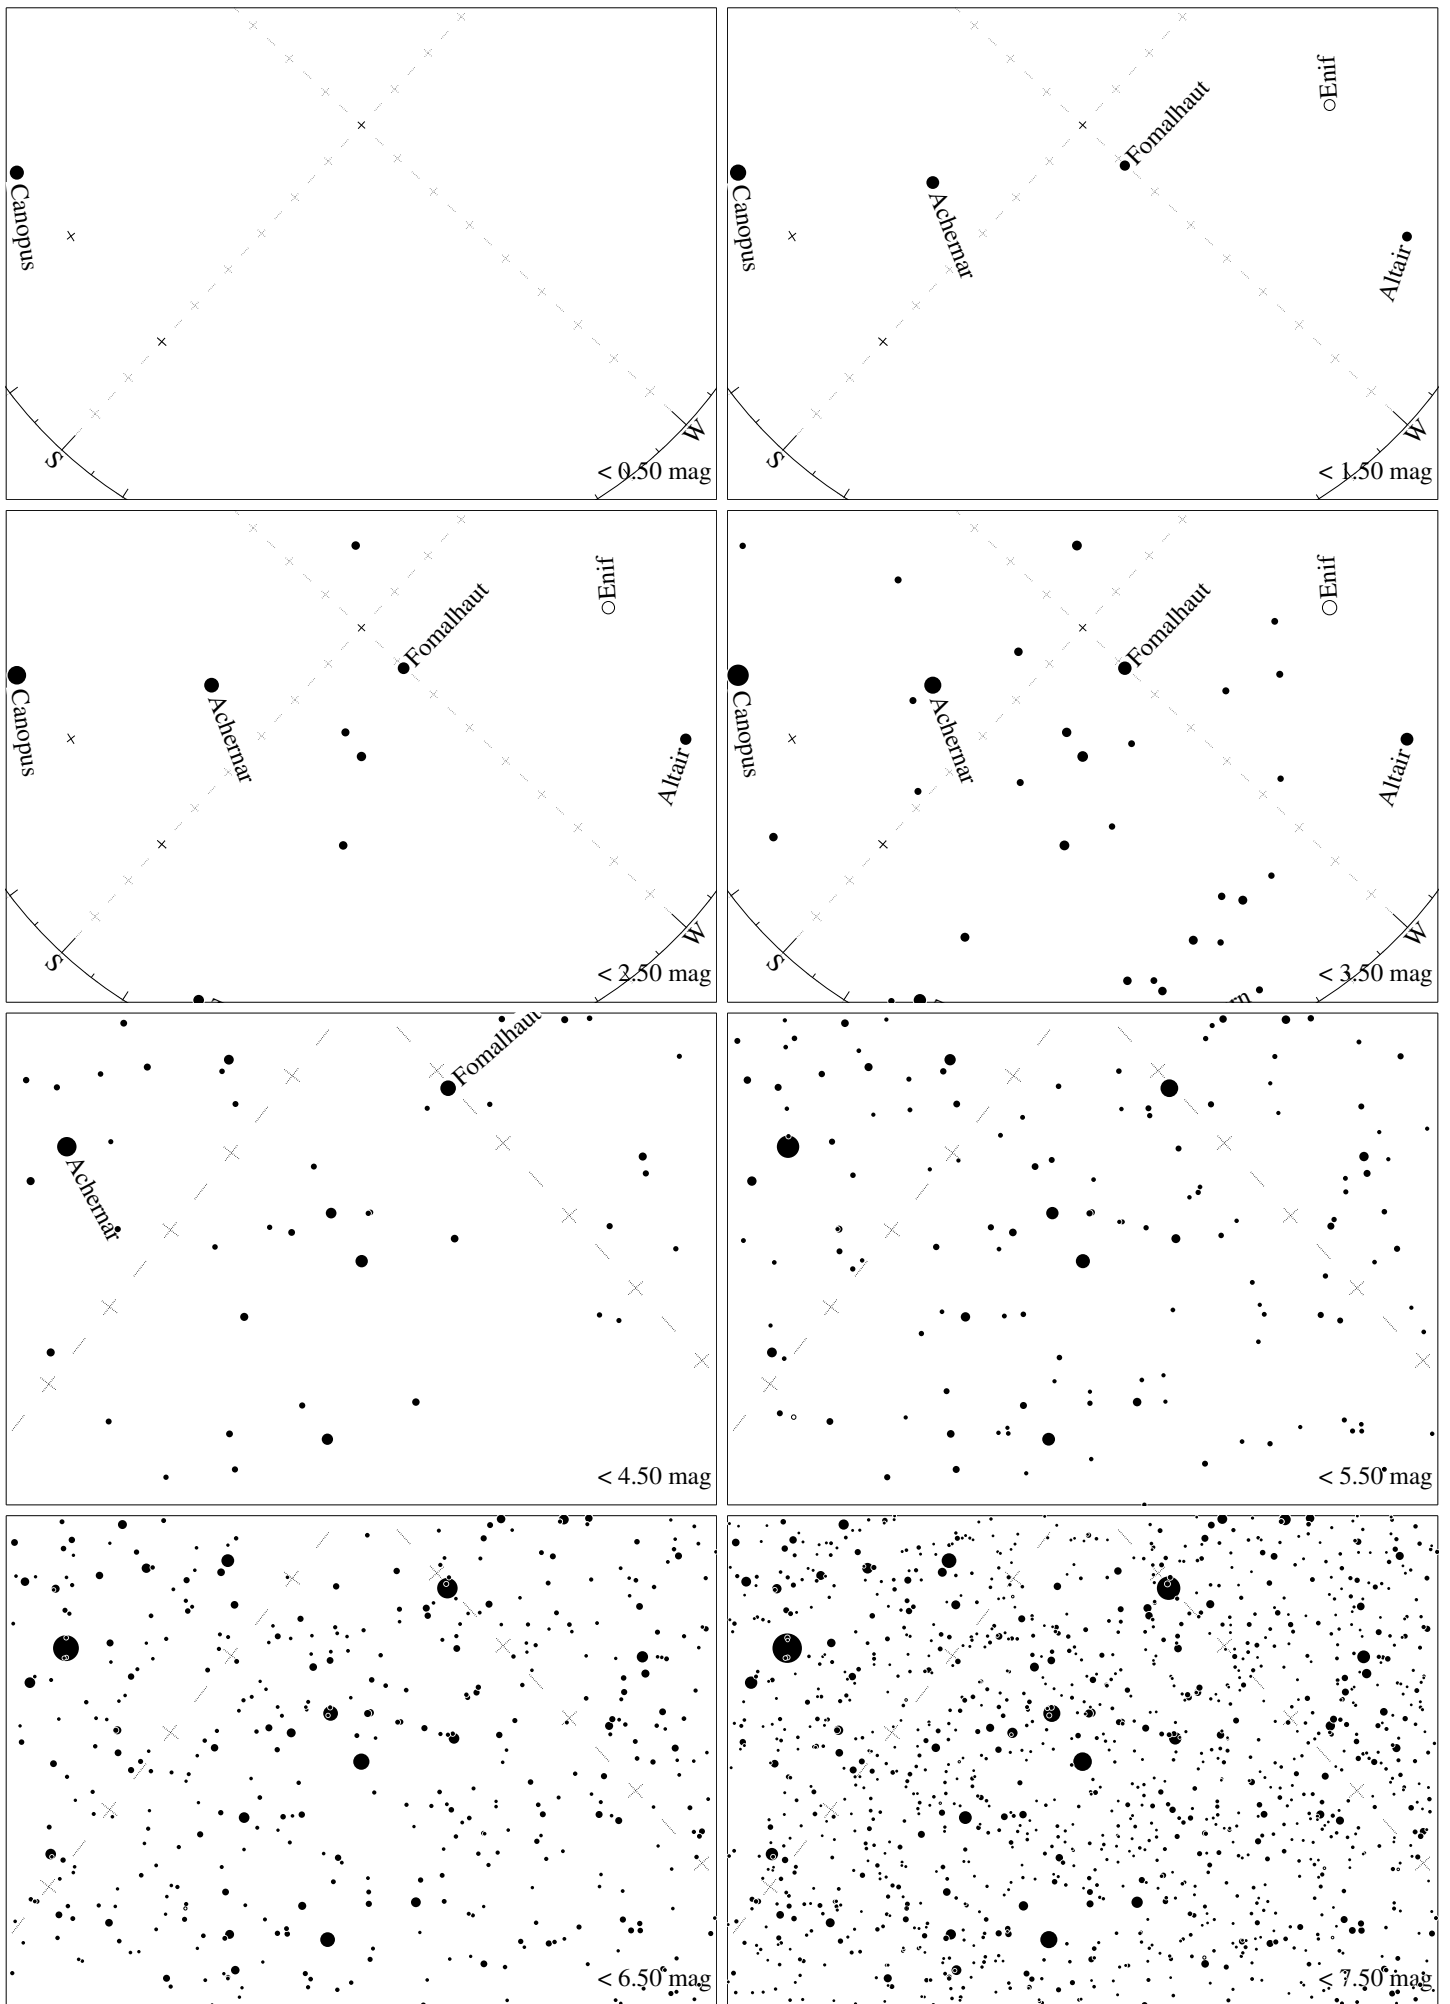 Canopus
S
W
< 0.50 mag
Enif
Fomalhaut
Achernar
Canopus
Altair
S
W
< 1.50 mag
Enif
Fomalhaut
Canopus
Achernar
Altair
S
W
< 2.50 mag
Enif
Fomalhaut
Canopus
Achernar
Altair
S
W
< 3.50 mag
Fomalhaut
Achernar
< 4.50 mag
< 5.50 mag
< 6.50 mag
< 7.50 mag